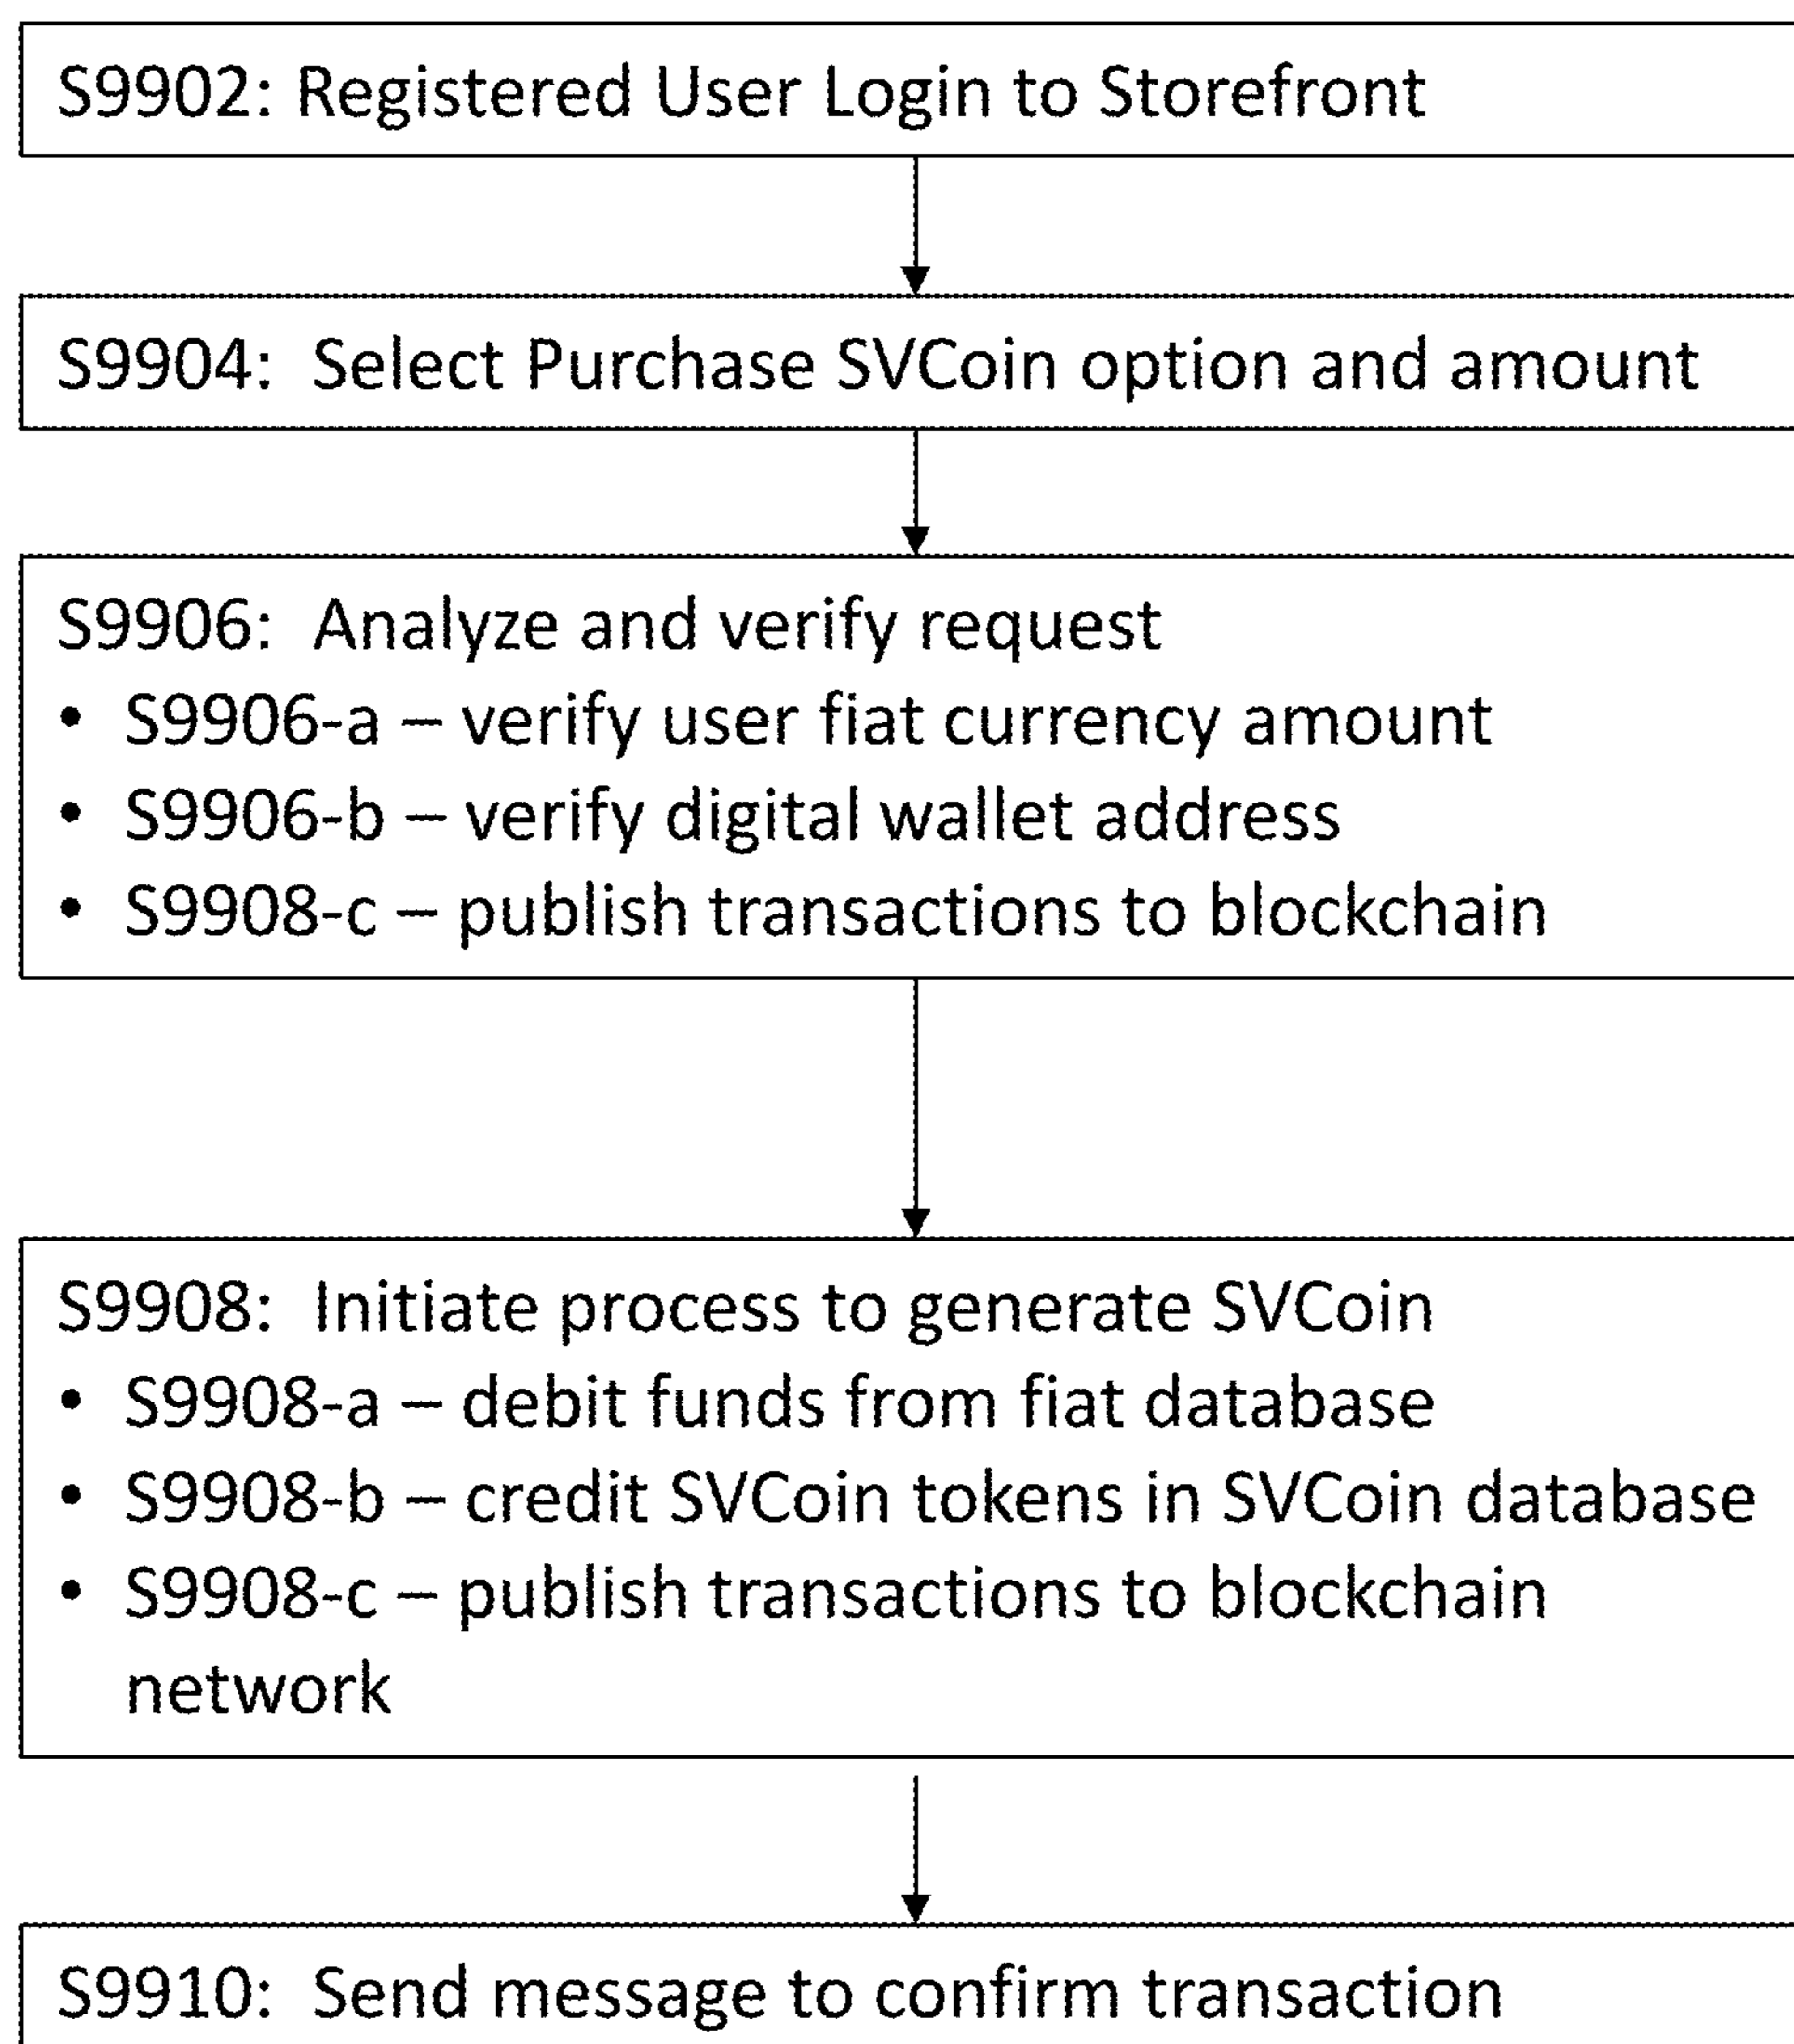 S9902: Registered User Login to Storefront
S9904: Select Purchase SVCoin option and amount
S9906: Analyze and verify request
• S9906-a – verify user fiat currency amount
• S9906-b – verify digital wallet address
• S9908-c – publish transactions to blockchain
S9908: Initiate process to generate SVCoin
• S9908-a – debit funds from fiat database
• S9908-b – credit SVCoin tokens in SVCoin database
• S9908-c – publish transactions to blockchain
network
S9910: Send message to confirm transaction